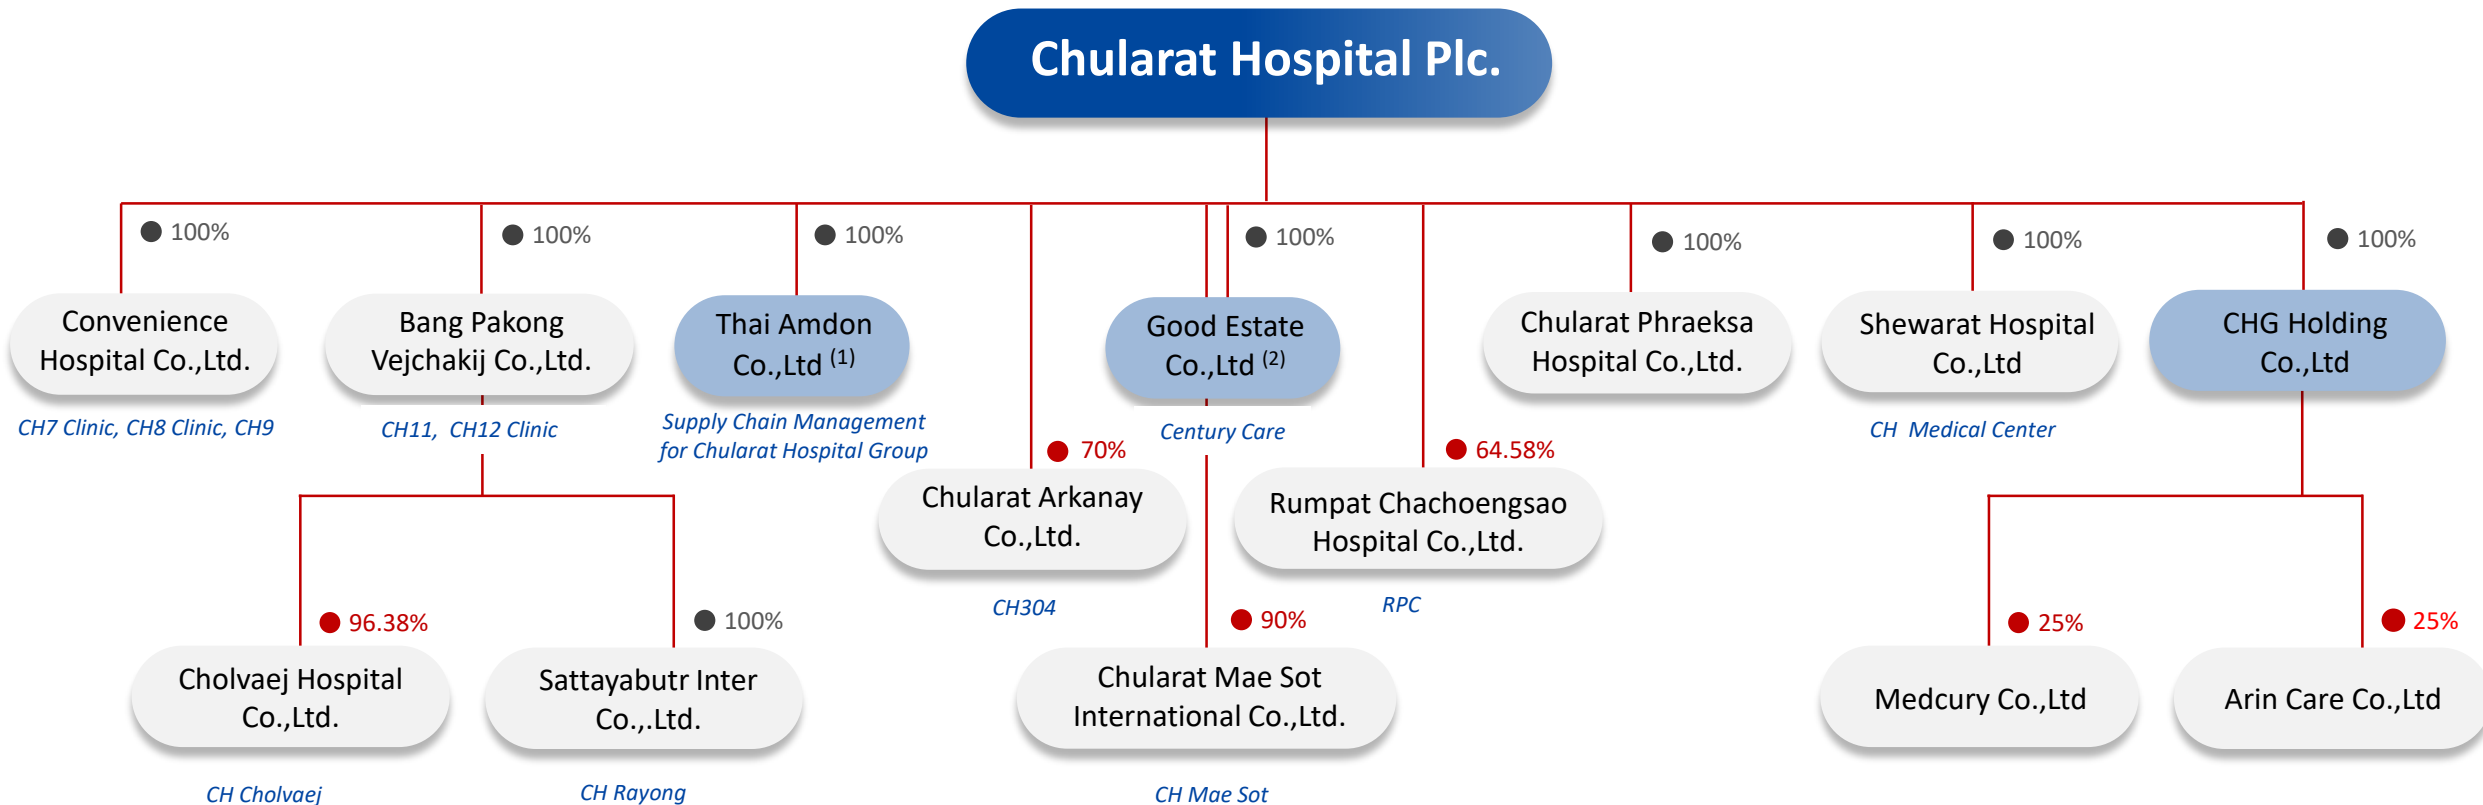 Chularat Hospital Plc.
100%
100%
100%
100%
100%
100%
100%
Convenience
Hospital Co.,Ltd.
Bang Pakong
Vejchakij Co.,Ltd.
Thai Amdon
Co.,Ltd (1)
Good Estate
Co.,Ltd (2)
Chularat Phraeksa
Hospital Co.,Ltd.
Shewarat Hospital
Co.,Ltd
CHG Holding
Co.,Ltd
CH7 Clinic, CH8 Clinic, CH9
CH11, CH12 Clinic
Supply Chain Management
for Chularat Hospital Group
Century Care
CH Medical Center
70%
64.58%
Chularat Arkanay
Co.,Ltd.
Rumpat Chachoengsao
Hospital Co.,Ltd.
CH304
RPC
96.38%
100%
90%
25%
25%
Cholvaej Hospital
Co.,Ltd.
Sattayabutr Inter
Co.,.Ltd.
Chularat Mae Sot
International Co.,Ltd.
Medcury Co.,Ltd
Arin Care Co.,Ltd
CH Cholvaej
CH Rayong
CH Mae Sot